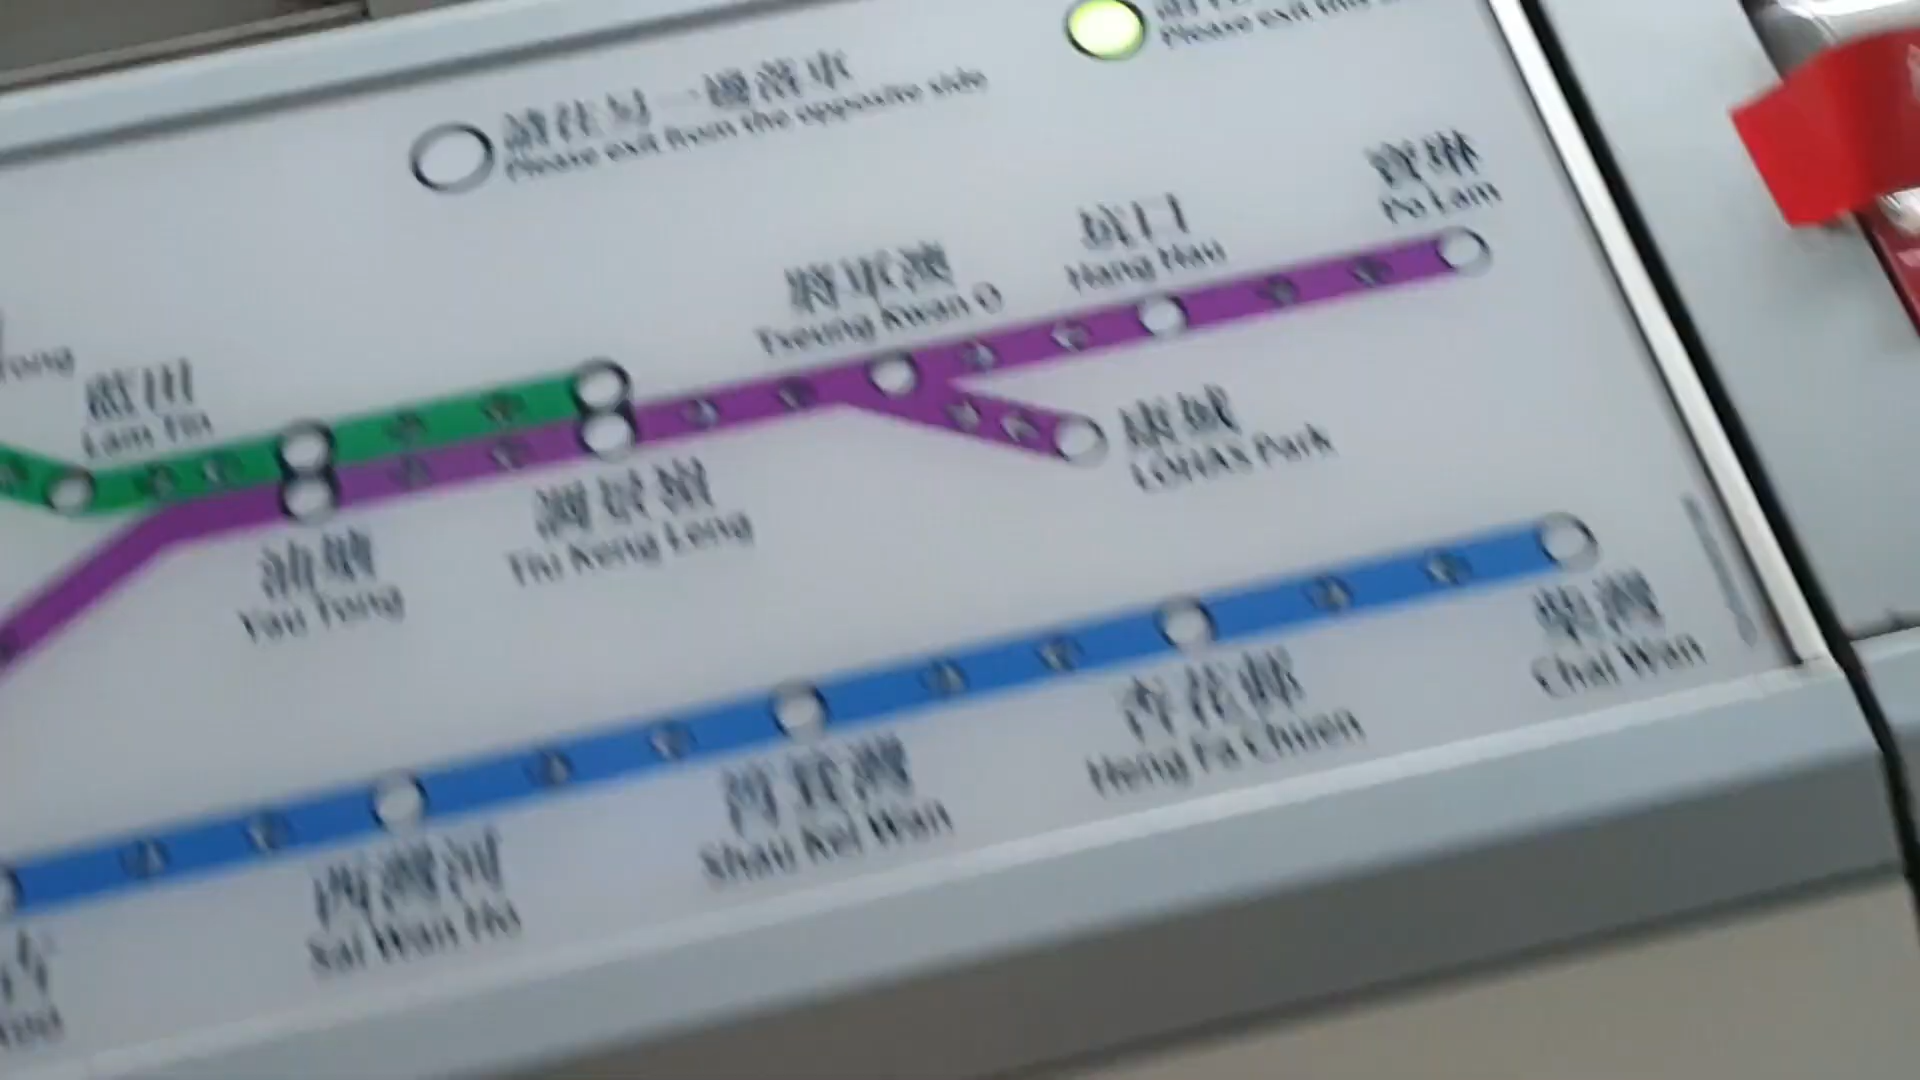 Please exit this
請往另一邊落車
Please exit from the opposite side
寶琳
Po Lam
坑口
Hang Hau
將軍澳
Tseung Kwan O
藍田
Lam Tin
康城
LOHAS Park
調景嶺
Tiu Keng Leng
油塘
Yau Tong
柴灣
Chai Wan
杏花邨
Heng Fa Chuen
筲箕灣
Shau Kei Wan
西灣河
Sai Wan Ho